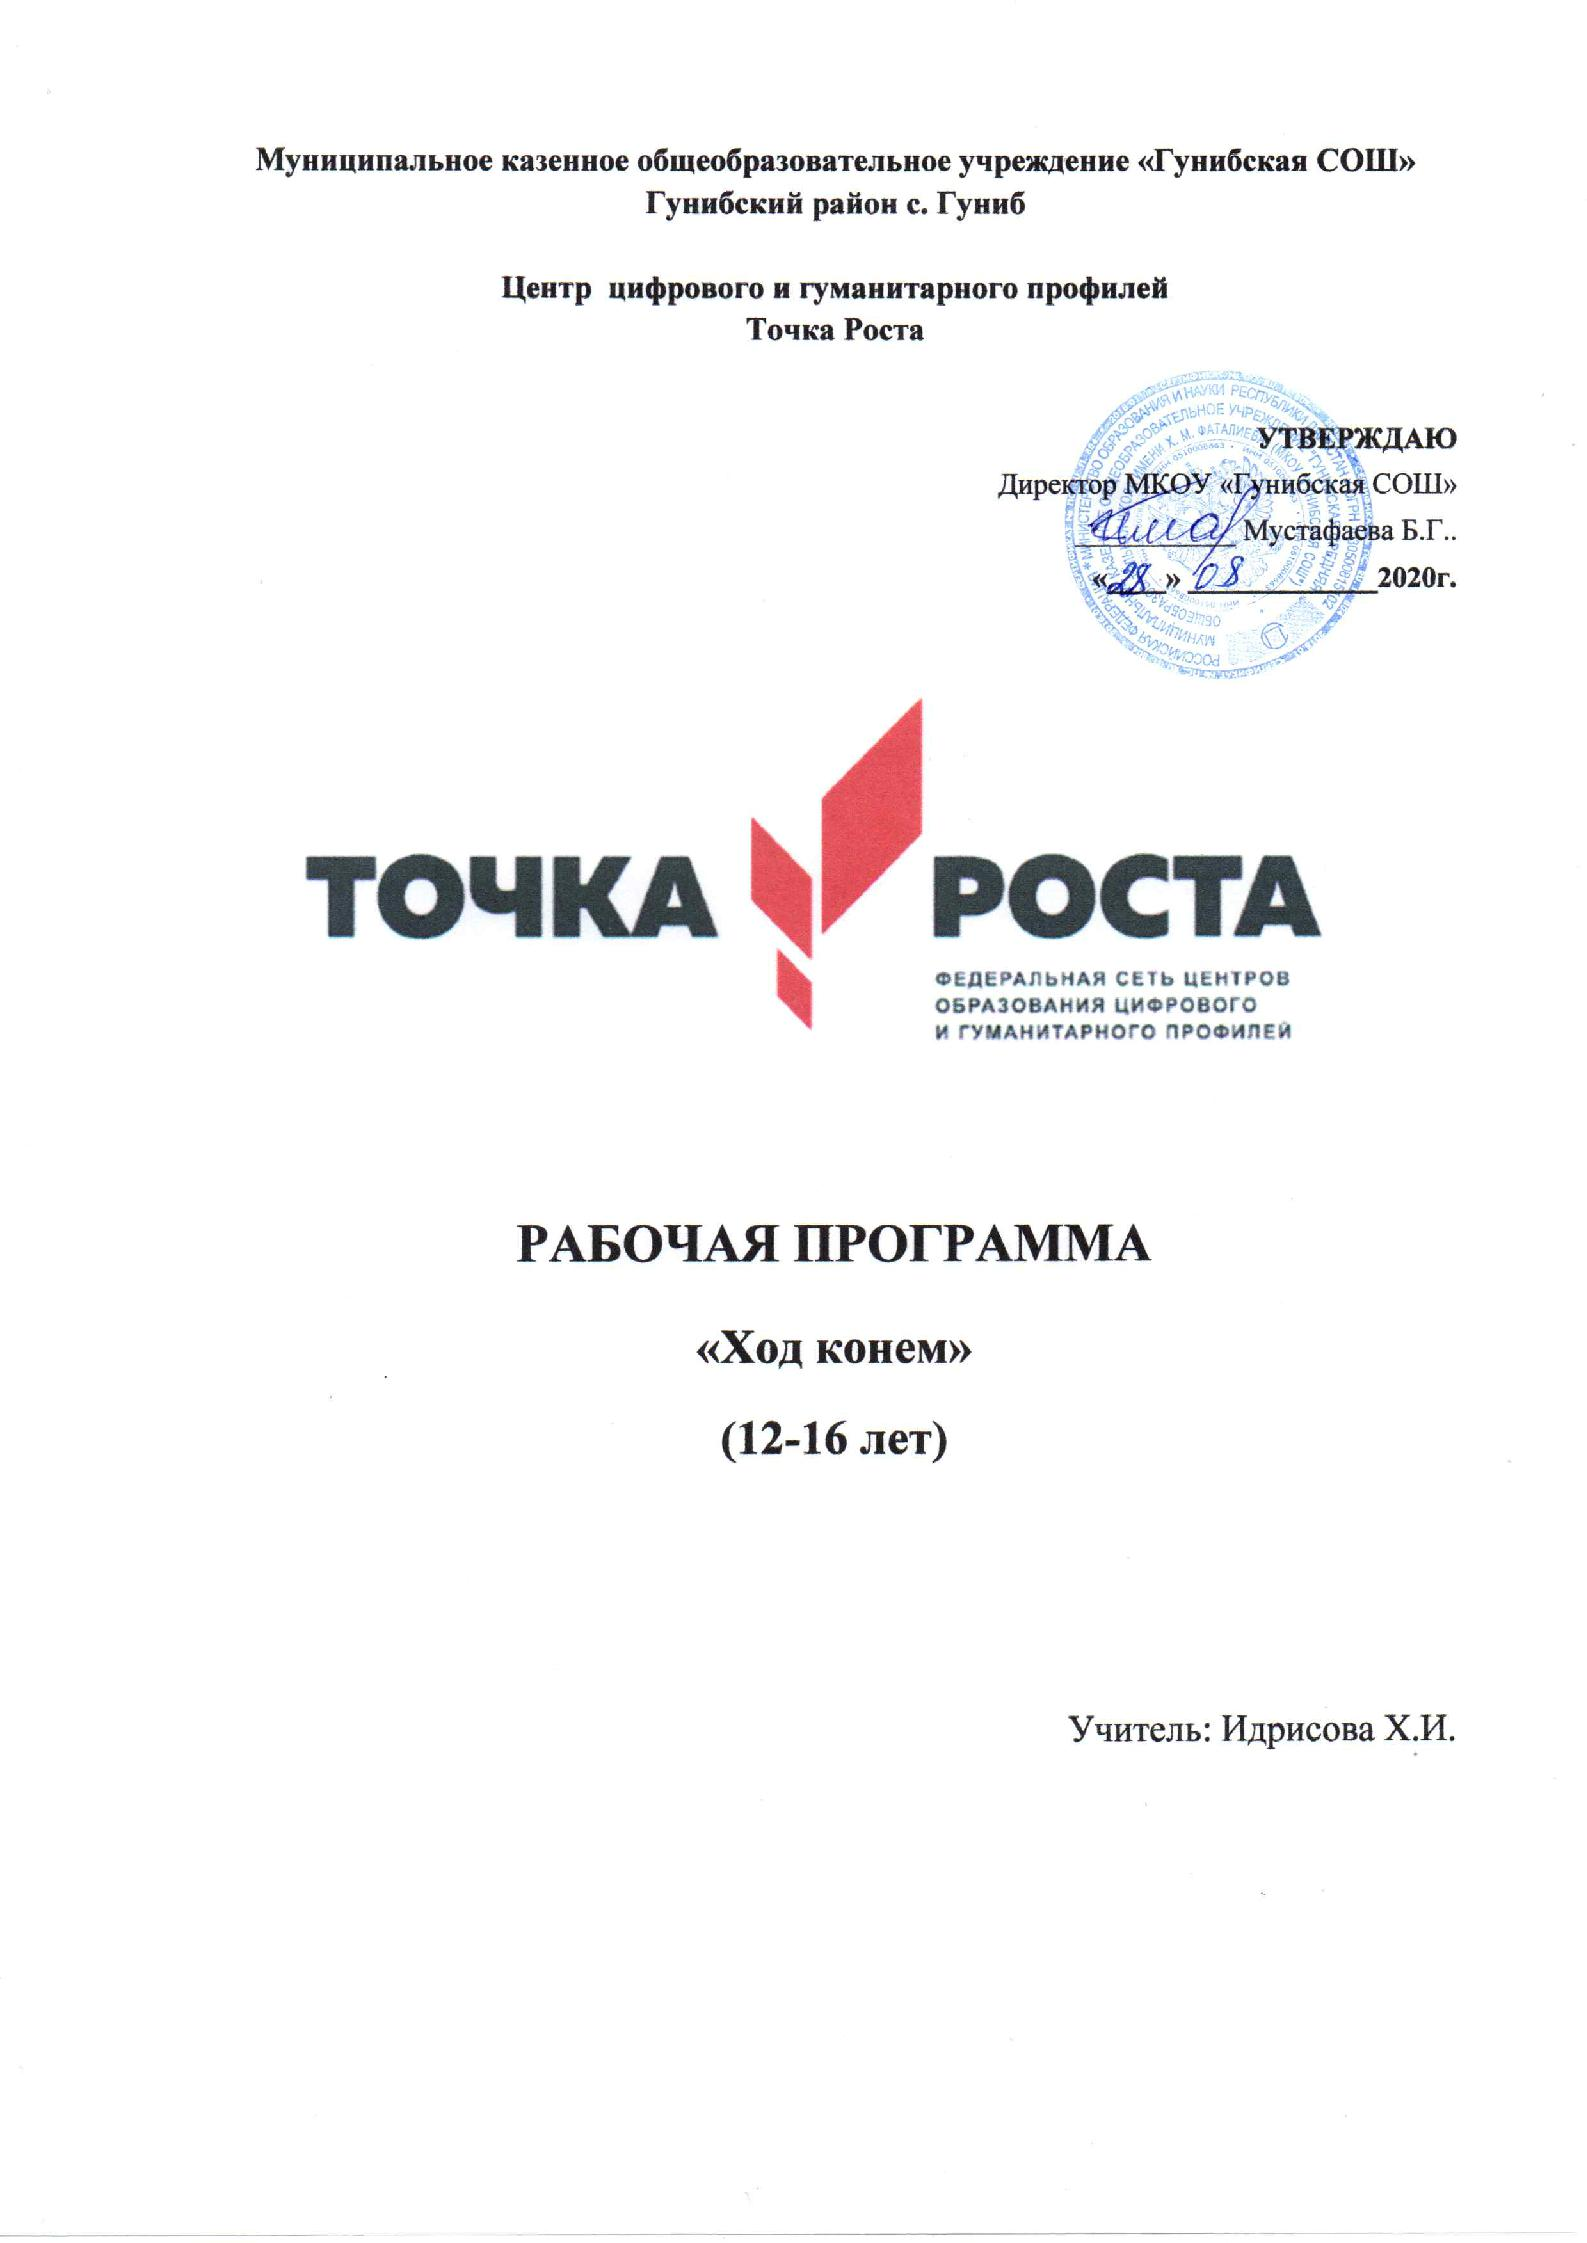 Муниципальное казенное общеобразовательное учреждение «Гунибская СОШ»
Гунибский район с. Гуниб
Центр цифрового и гуманитарного профилей
Точка Роста
УТВЕРЖДАЮ
Директор МКОУ «Гунибская СОШ»
Мустафаева Б.Г..
«28» 08 2020г.
ТОЧКА РОСТА
ФЕДЕРАЛЬНАЯ СЕТЬ ЦЕНТРОВ
ОБРАЗОВАНИЯ ЦИФРОВОГО
И ГУМАНИТАРНОГО ПРОФИЛЕЙ
РАБОЧАЯ ПРОГРАММА
«Ход конем»
(12-16 лет)
Учитель: Идрисова Х.И.